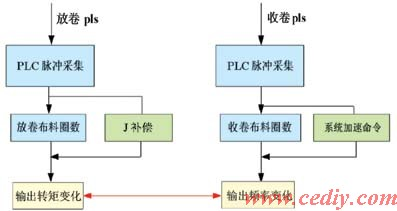 放卷 pls
收卷 pls
PLC 脉冲采集
PLC 脉冲采集
放卷布料圈数
J 补偿
收卷布料圈数
系统加速命令
输出转矩变化
输出频率变化
www.cediy.com